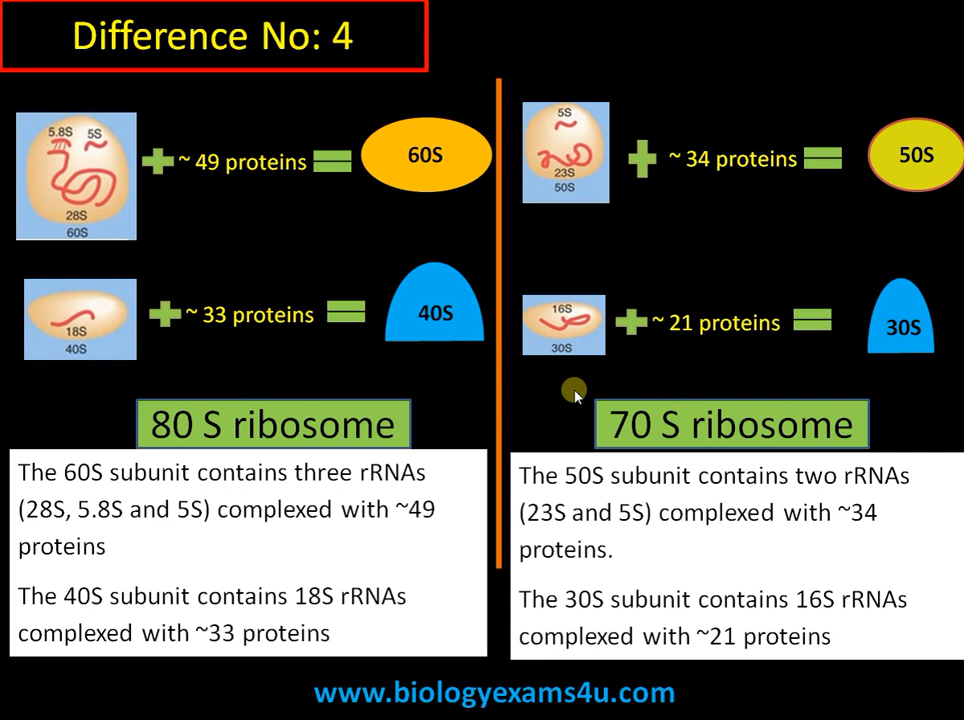 Difference No: 4
5.8S 5S
28S
60S
~ 49 proteins
60S
5S
23S
50S
~ 34 proteins
50S
18S
40S
~ 33 proteins
40S
16S
30S
~ 21 proteins
30S
80 S ribosome
The 60S subunit contains three rRNAs
(28S, 5.8S and 5S) complexed with ~49
proteins
The 40S subunit contains 18S rRNAs
complexed with ~33 proteins
70 S ribosome
The 50S subunit contains two rRNAs
(23S and 5S) complexed with ~34
proteins.
The 30S subunit contains 16S rRNAs
complexed with ~21 proteins
www.biologyexams4u.com